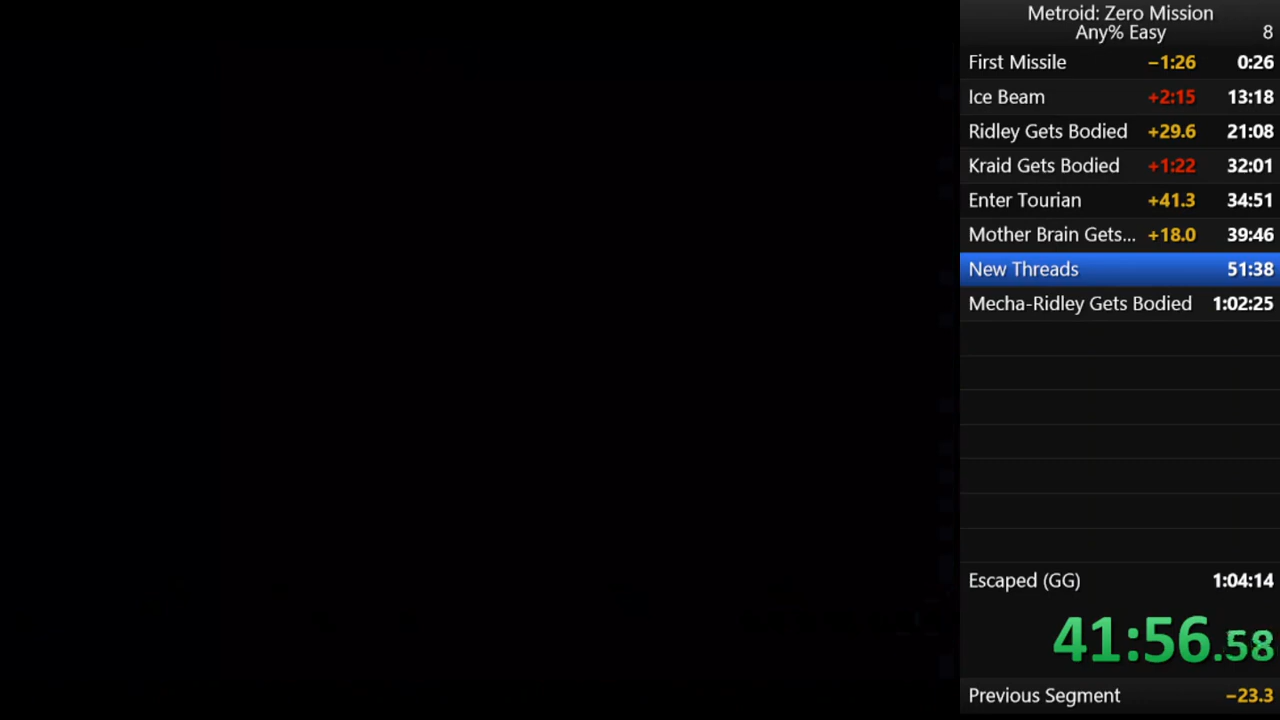 Metroid: Zero Mission
Any% Easy 8
First Missile −1:26 0:26
Ice Beam +2:15 13:18
Ridley Gets Bodied +29.6 21:08
Kraid Gets Bodied +1:22 32:01
Enter Tourian +41.3 34:51
Mother Brain Gets... +18.0 39:46
New Threads 51:38
Mecha-Ridley Gets Bodied 1:02:25
Escaped (GG) 1:04:14
41:56.58
Previous Segment −23.3